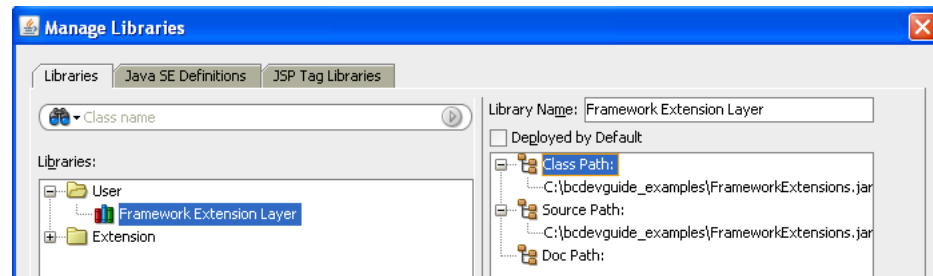 Manage Libraries
Libraries Java SE Definitions JSP Tag Libraries
Class name
Libraries:
User
Framework Extension Layer
Extension
Library Name: Framework Extension Layer
Deployed by Default
Class Path:
C:\bcdevguide_examples\FrameworkExtensions.jar
Source Path:
C:\bcdevguide_examples\FrameworkExtensions.jar
Doc Path: